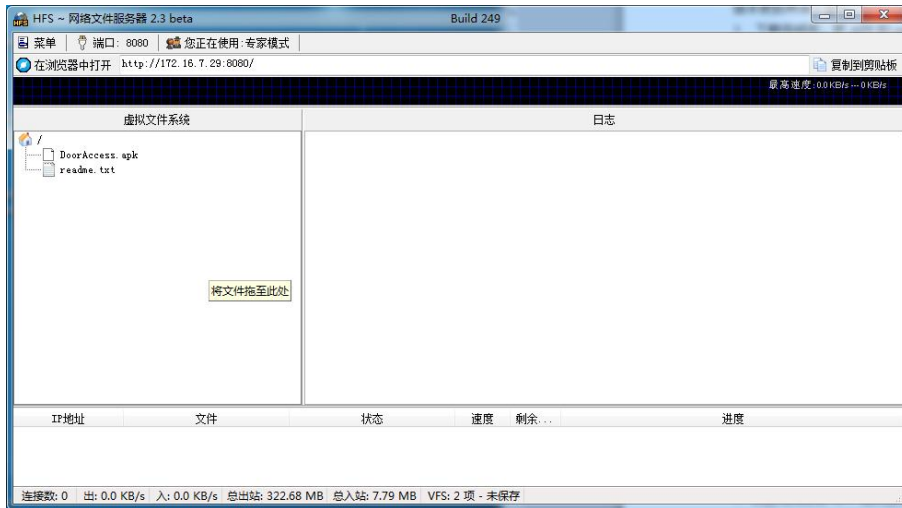 HFS ~ 网络文件服务器 2.3 beta Build 249
菜单 端口: 8080 您正在使用:专家模式
在浏览器中打开 http://172.16.7.29:8080/ 复制到剪贴板
最高速度:0.0 KB/s --- 0 KB/s
虚拟文件系统 日志
/
DoorAccess.apk
readme.txt
将文件拖至此处
IP地址 文件 状态 速度 剩余... 进度
连接数: 0 出: 0.0 KB/s 入: 0.0 KB/s 总出站: 322.68 MB 总入站: 7.79 MB VFS: 2 项 - 未保存